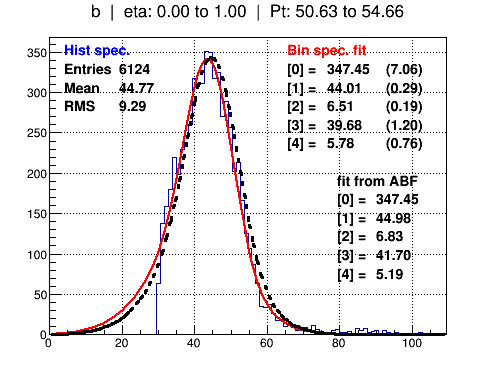 b | eta: 0.00 to 1.00 | Pt: 50.63 to 54.66
Hist spec.
Entries 6124
Mean 44.77
RMS 9.29
Bin spec. fit
[0] = 347.45 (7.06)
[1] = 44.01 (0.29)
[2] = 6.51 (0.19)
[3] = 39.68 (1.20)
[4] = 5.78 (0.76)
fit from ABF
[0] = 347.45
[1] = 44.98
[2] = 6.83
[3] = 41.70
[4] = 5.19
350
300
250
200
150
100
50
0
0 20 40 60 80 100